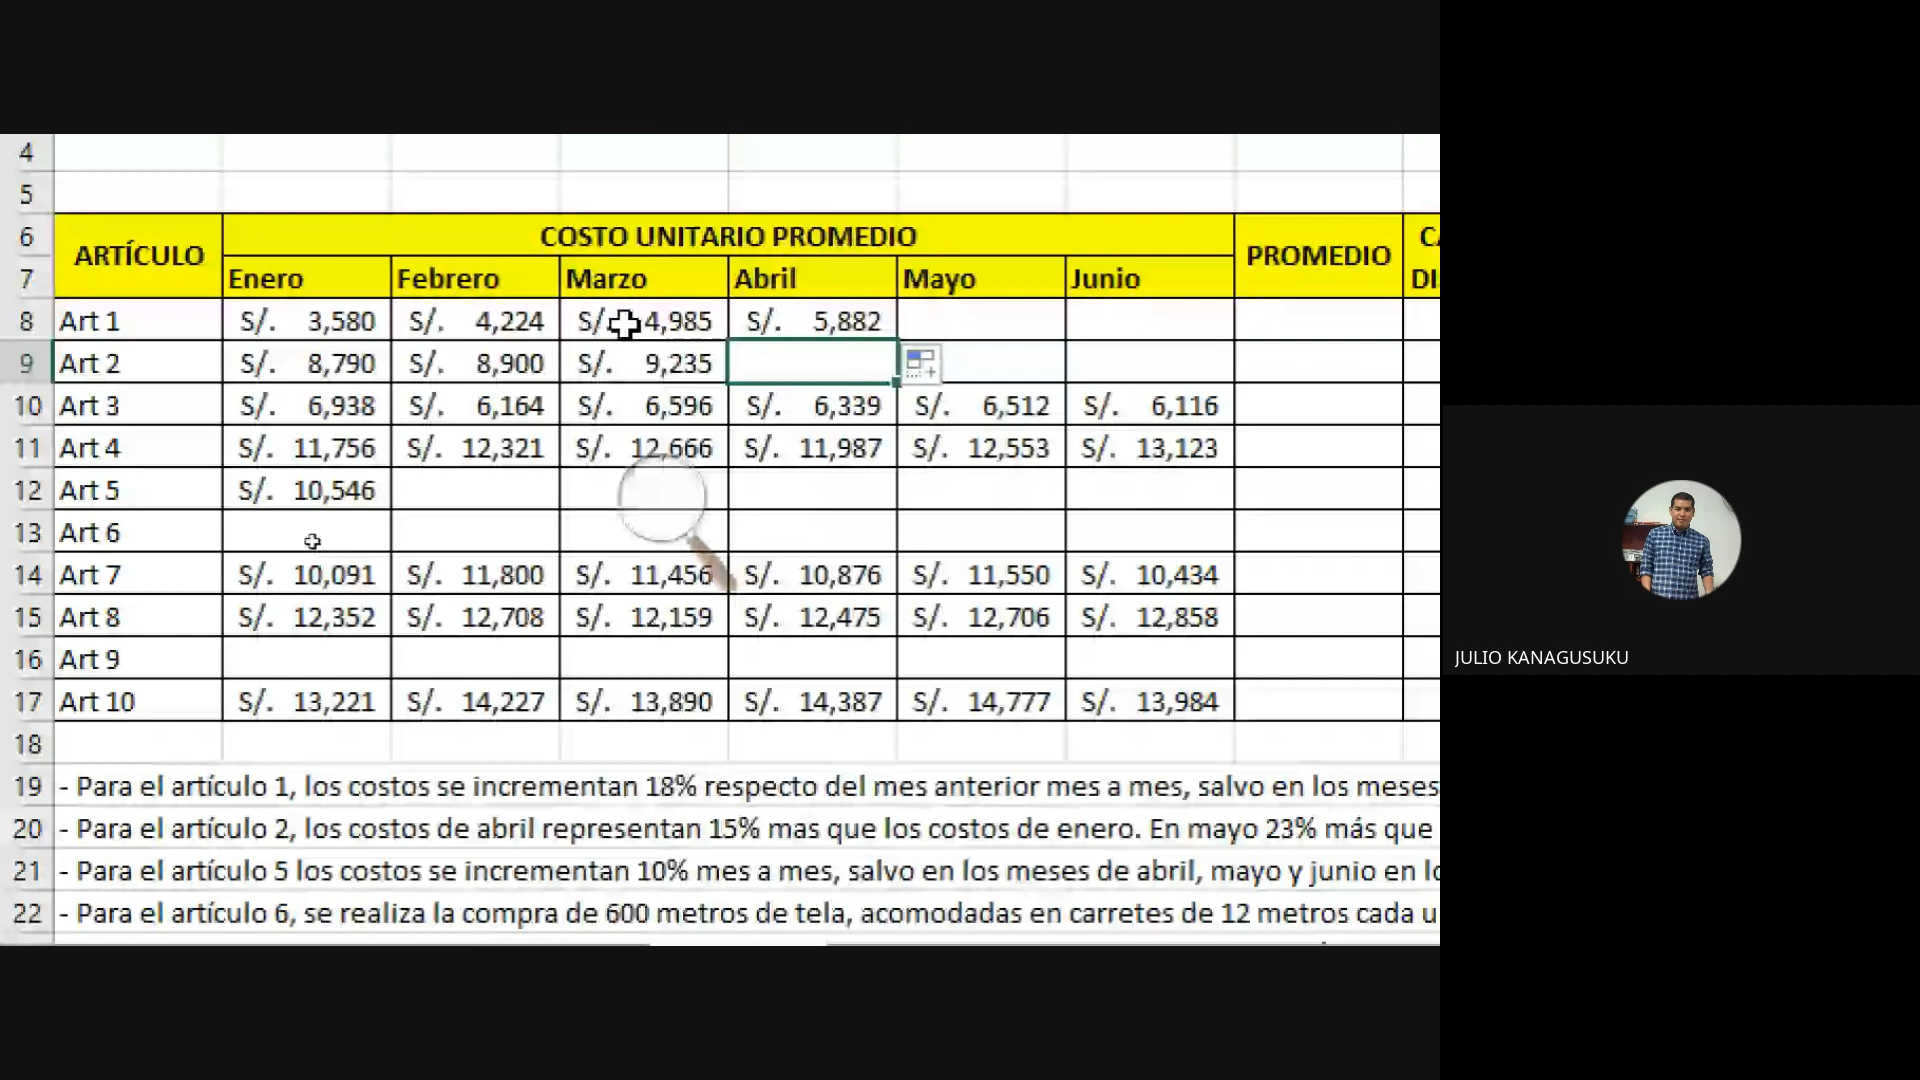 4
5
6 ARTÍCULO COSTO UNITARIO PROMEDIO PROMEDIO
7 Enero Febrero Marzo Abril Mayo Junio
8 Art 1 S/. 3,580 S/. 4,224 S/. 4,985 S/. 5,882
9 Art 2 S/. 8,790 S/. 8,900 S/. 9,235
10 Art 3 S/. 6,938 S/. 6,164 S/. 6,596 S/. 6,339 S/. 6,512 S/. 6,116
11 Art 4 S/. 11,756 S/. 12,321 S/. 12,666 S/. 11,987 S/. 12,553 S/. 13,123
12 Art 5 S/. 10,546
13 Art 6
14 Art 7 S/. 10,091 S/. 11,800 S/. 11,456 S/. 10,876 S/. 11,550 S/. 10,434
15 Art 8 S/. 12,352 S/. 12,708 S/. 12,159 S/. 12,475 S/. 12,706 S/. 12,858
16 Art 9
17 Art 10 S/. 13,221 S/. 14,227 S/. 13,890 S/. 14,387 S/. 14,777 S/. 13,984
18
19 - Para el artículo 1, los costos se incrementan 18% respecto del mes anterior mes a mes, salvo en los meses
20 - Para el artículo 2, los costos de abril representan 15% mas que los costos de enero. En mayo 23% más que
21 - Para el artículo 5 los costos se incrementan 10% mes a mes, salvo en los meses de abril, mayo y junio en
22 - Para el artículo 6, se realiza la compra de 600 metros de tela, acomodadas en carretes de 12 metros cada
JULIO KANAGUSUKU